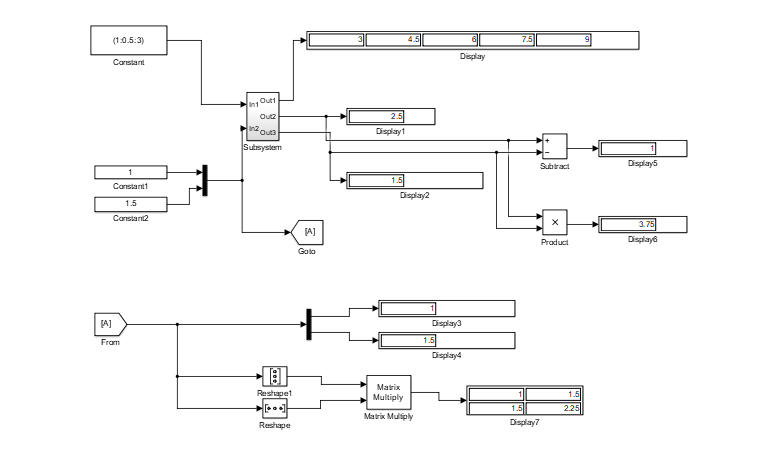 (1:0.5:3)
Constant
3 4.5 6 7.5 9
Display
In1 Out1
Out2
In2 Out3
Subsystem
2.5
Display1
+
−
Subtract
1
Display5
1
Constant1
1.5
Constant2
1.5
Display2
[A]
Goto
×
Product
3.75
Display6
[A]
From
1
Display3
1.5
Display4
[ ]
Reshape1
[ ]
Reshape
Matrix
Multiply
Matrix Multiply
1 1.5
1.5 2.25
Display7